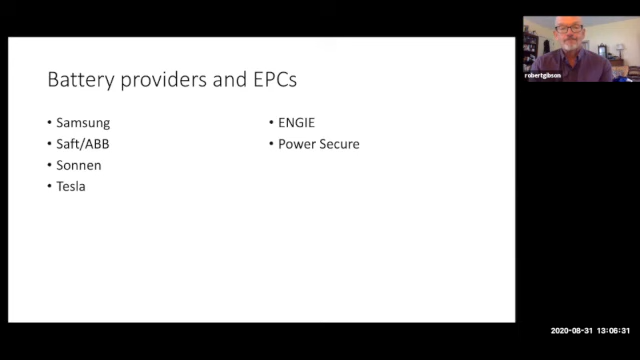 Battery providers and EPCs
• Samsung
• Saft/ABB
• Sonnen
• Tesla
• ENGIE
• Power Secure
robertgibson
2020-08-31 13:06:31